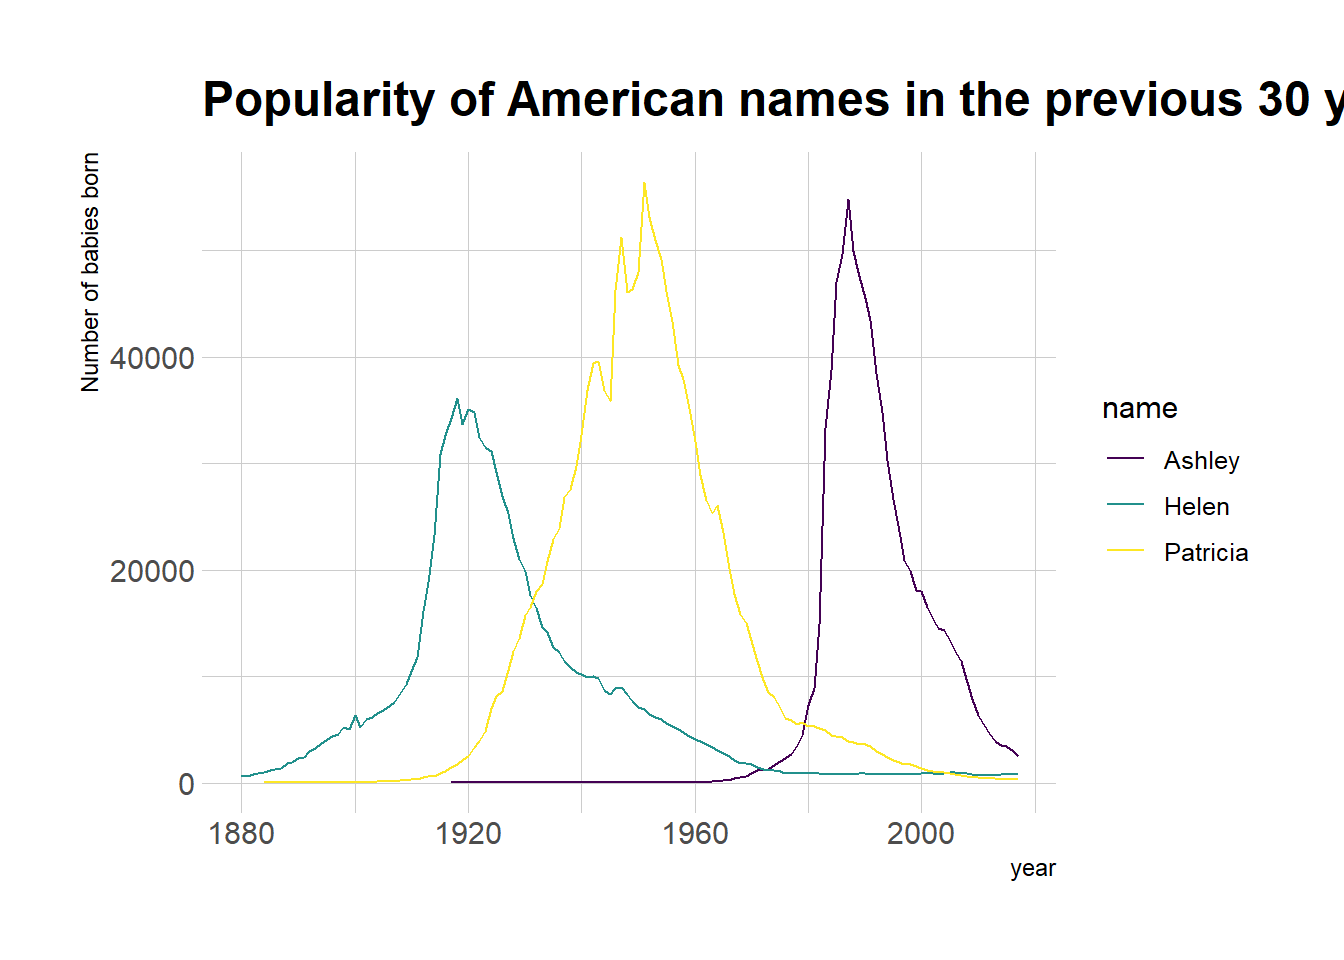 Popularity of American names in the previous 30 y
Number of babies born
40000
20000
0
1880 1920 1960 2000
year
name
Ashley
Helen
Patricia